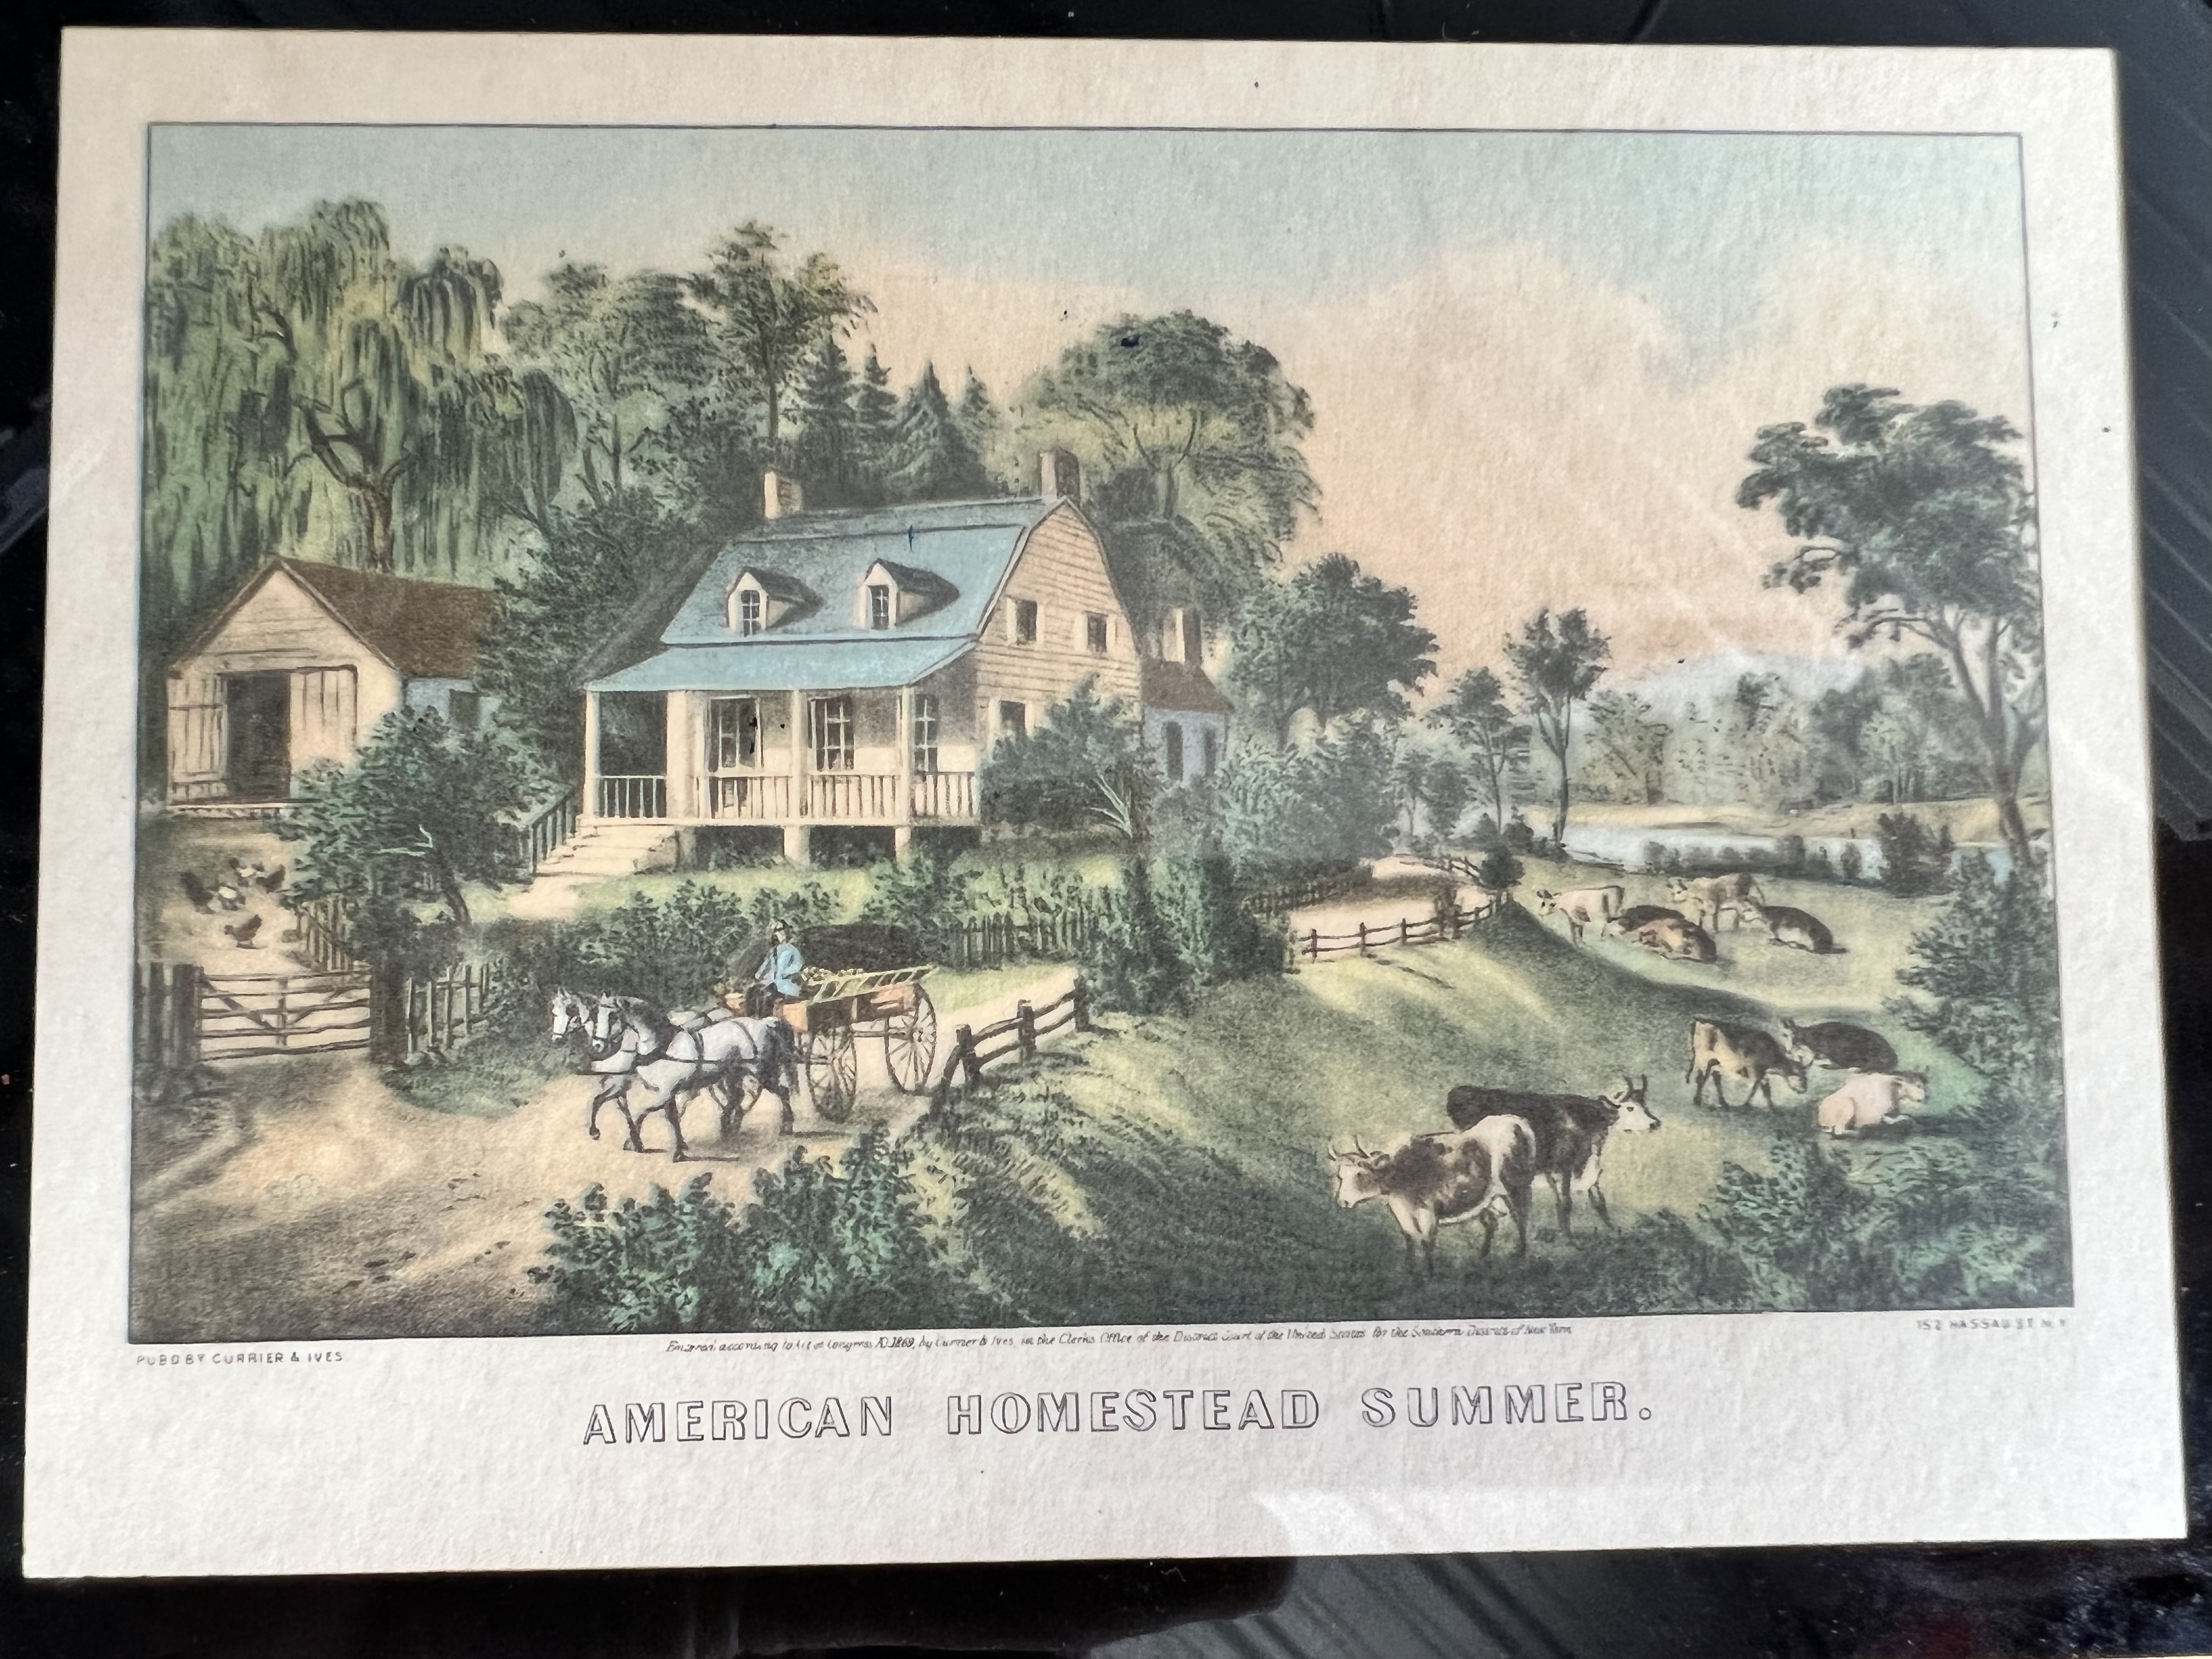 PUBD BY CURRIER & IVES
Entered according to Act of Congress AD 1869, by Currier & Ives, in the Clerks Office of the District Court of the United States for the Southern District of New York
152 NASSAU ST. N.Y
AMERICAN HOMESTEAD SUMMER.